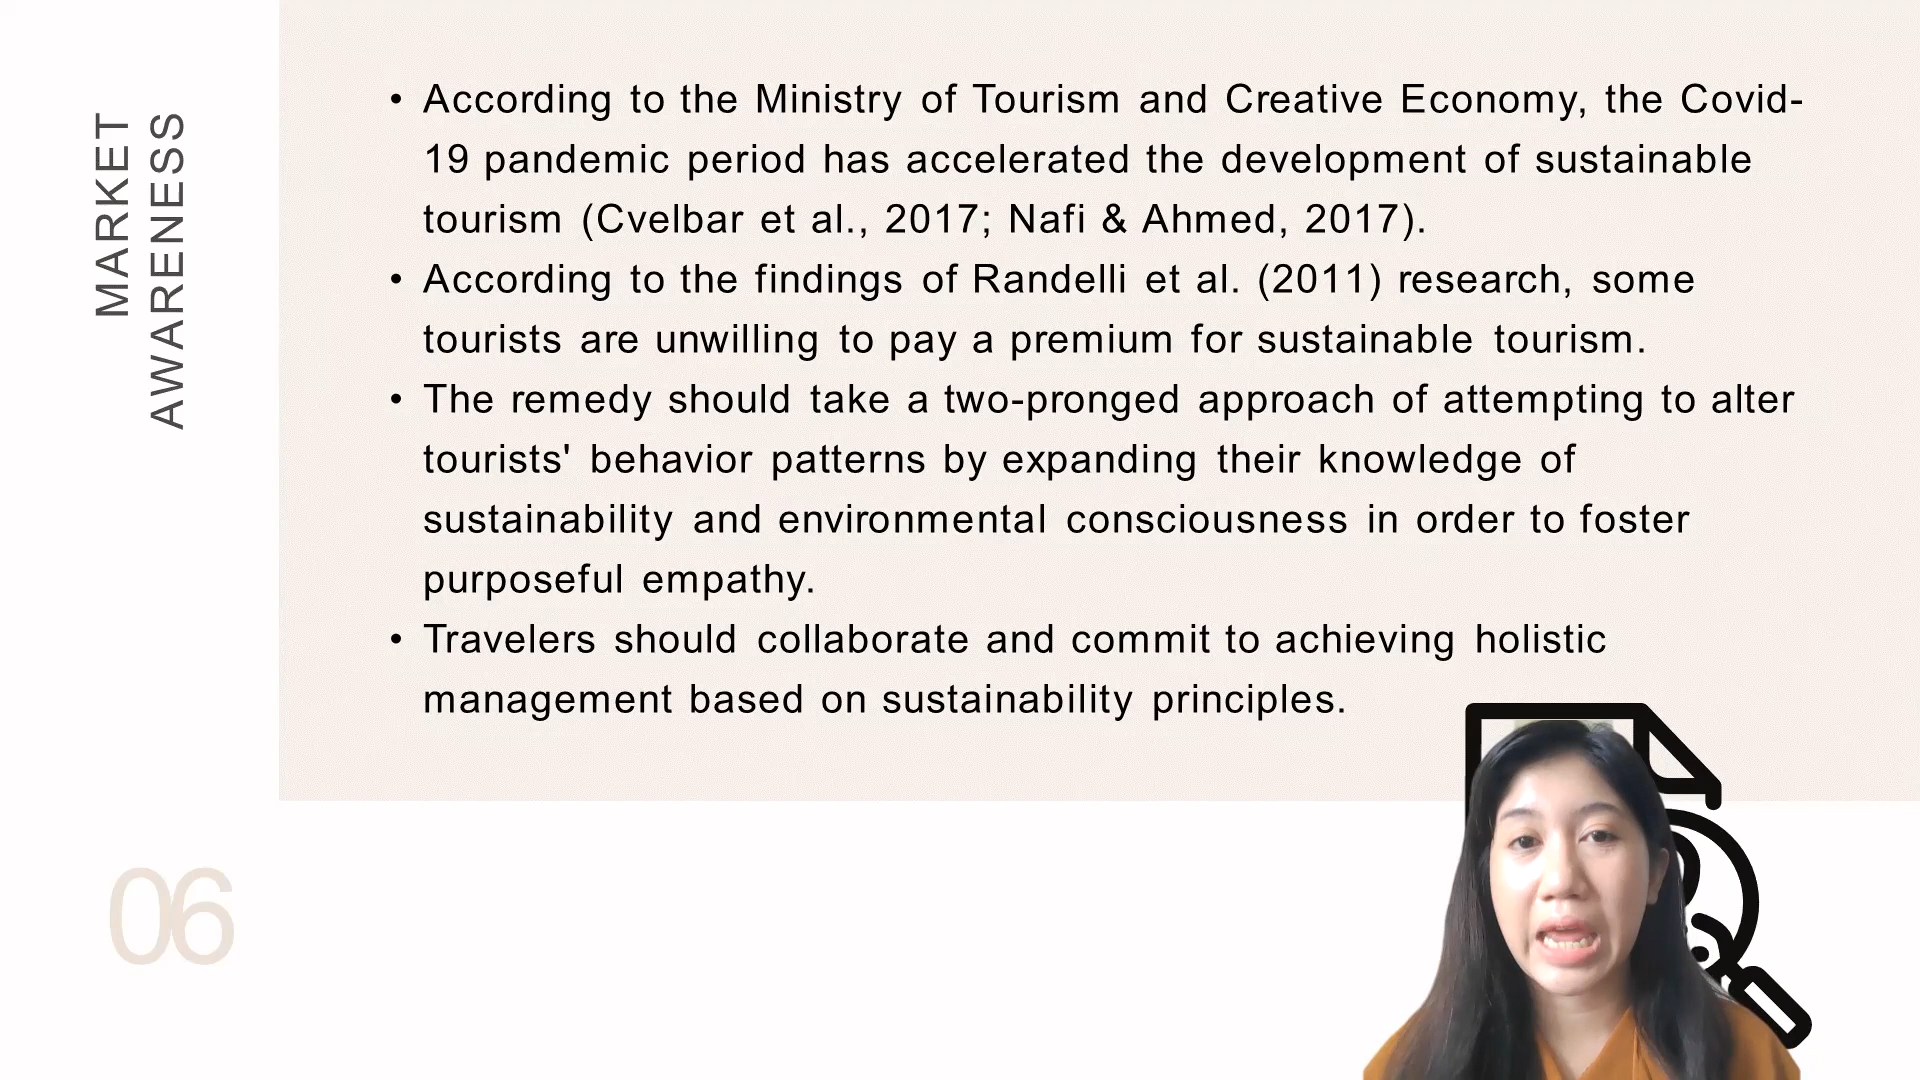 MARKET
AWARENESS
• According to the Ministry of Tourism and Creative Economy, the Covid-
19 pandemic period has accelerated the development of sustainable
tourism (Cvelbar et al., 2017; Nafi & Ahmed, 2017).
• According to the findings of Randelli et al. (2011) research, some
tourists are unwilling to pay a premium for sustainable tourism.
• The remedy should take a two-pronged approach of attempting to alter
tourists' behavior patterns by expanding their knowledge of
sustainability and environmental consciousness in order to foster
purposeful empathy.
• Travelers should collaborate and commit to achieving holistic
management based on sustainability principles.
06